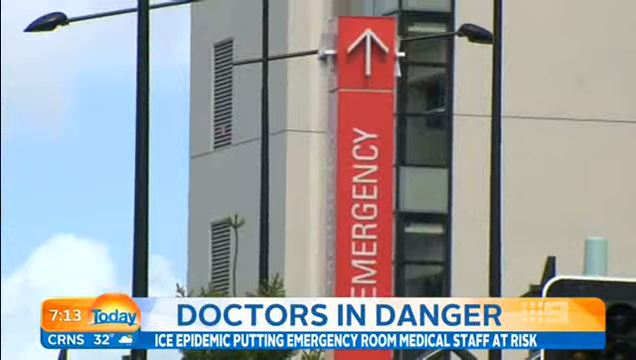 EMERGENCY
DOCTORS IN DANGER
7:13 Today
CRNS 32°
ICE EPIDEMIC PUTTING EMERGENCY ROOM MEDICAL STAFF AT RISK